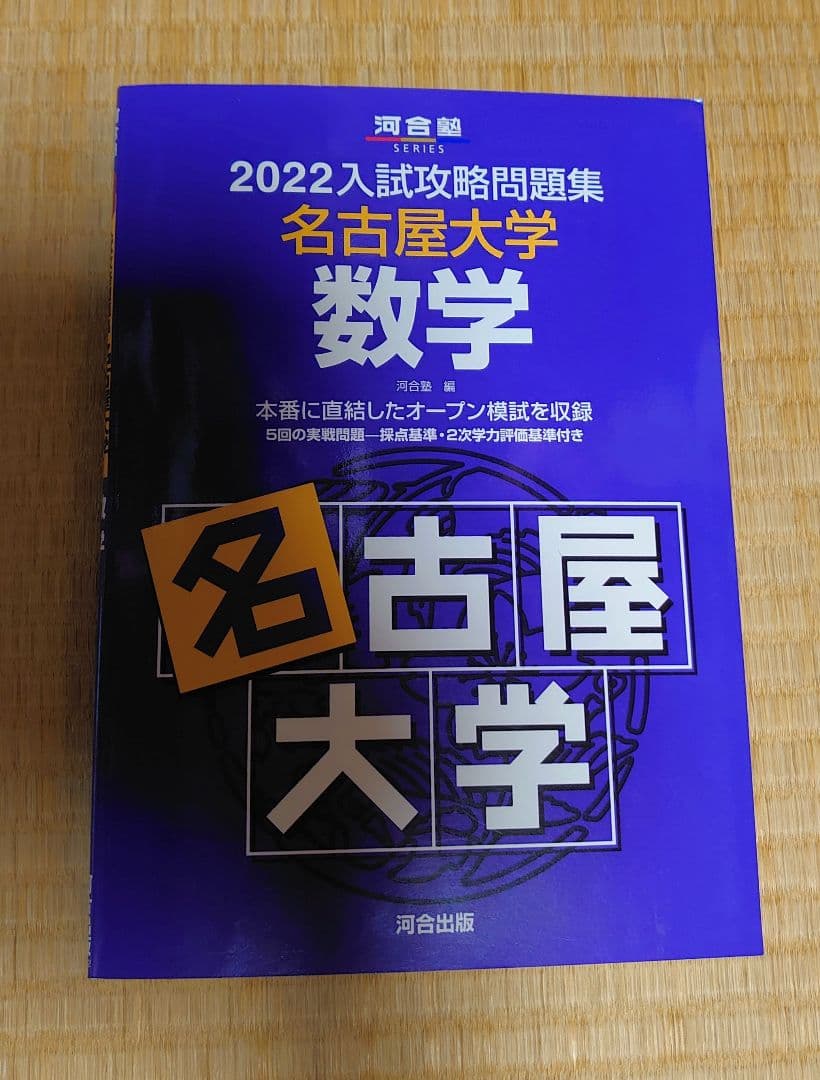 河合塾
SERIES
2022入試攻略問題集
名古屋大学
数学
河合塾 編
本番に直結したオープン模試を収録
5回の実戦問題―採点基準・2次学力評価基準付き
名古屋
大学
河合出版